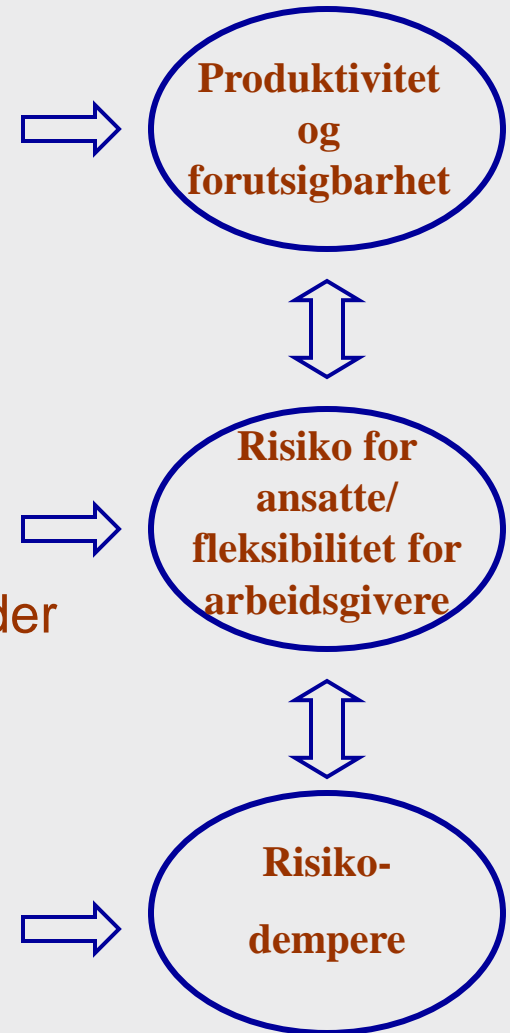 Produktivitet
og
forutsigbarhet
Risiko for
ansatte/
fleksibilitet for
arbeidsgivere
der
Risiko-
dempere